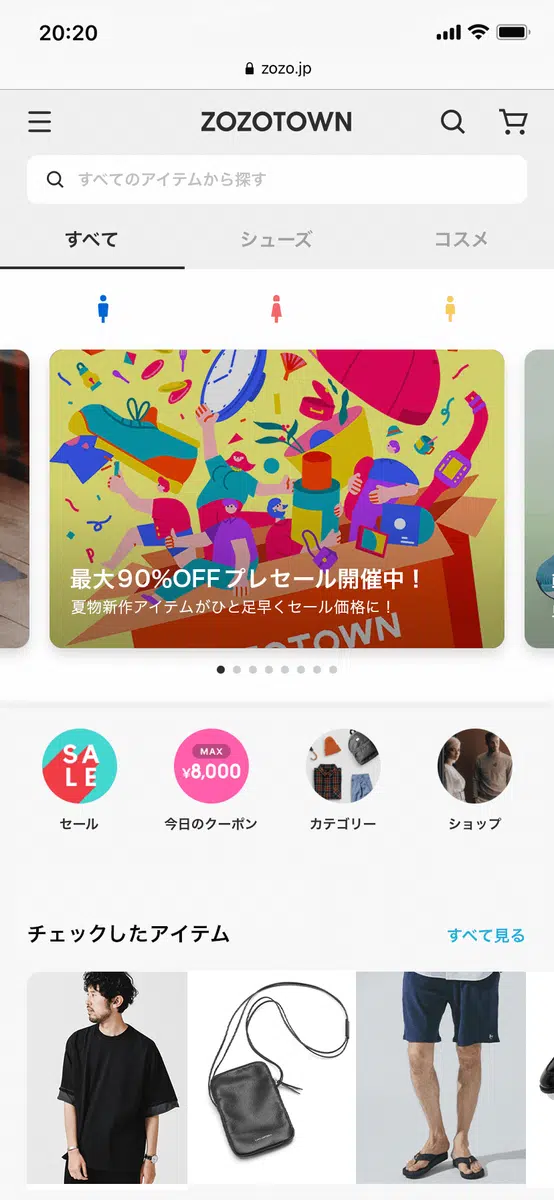 20:20
zozo.jp
ZOZOTOWN
すべてのアイテムから探す
すべて
シューズ
コスメ
最大90%OFFプレセール開催中！
夏物新作アイテムがひと足早くセール価格に！
ZOZOTOWN
SA
LE
MAX
¥8,000
セール
今日のクーポン
カテゴリー
ショップ
チェックしたアイテム
すべて見る